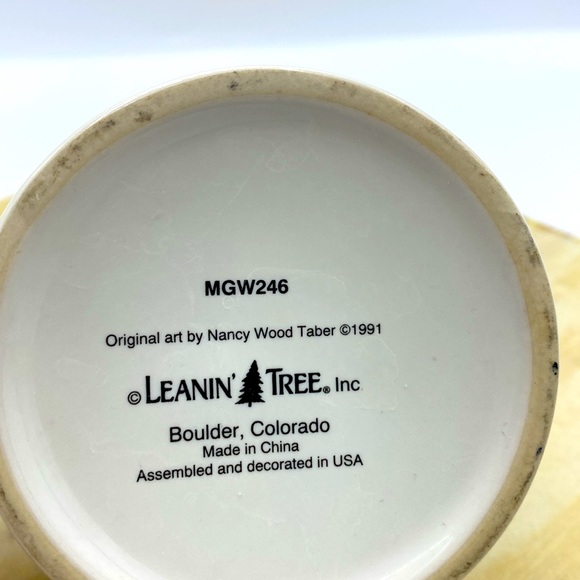 MGW246
Original art by Nancy Wood Taber ©1991
© LEANIN' TREE® Inc
Boulder, Colorado
Made in China
Assembled and decorated in USA